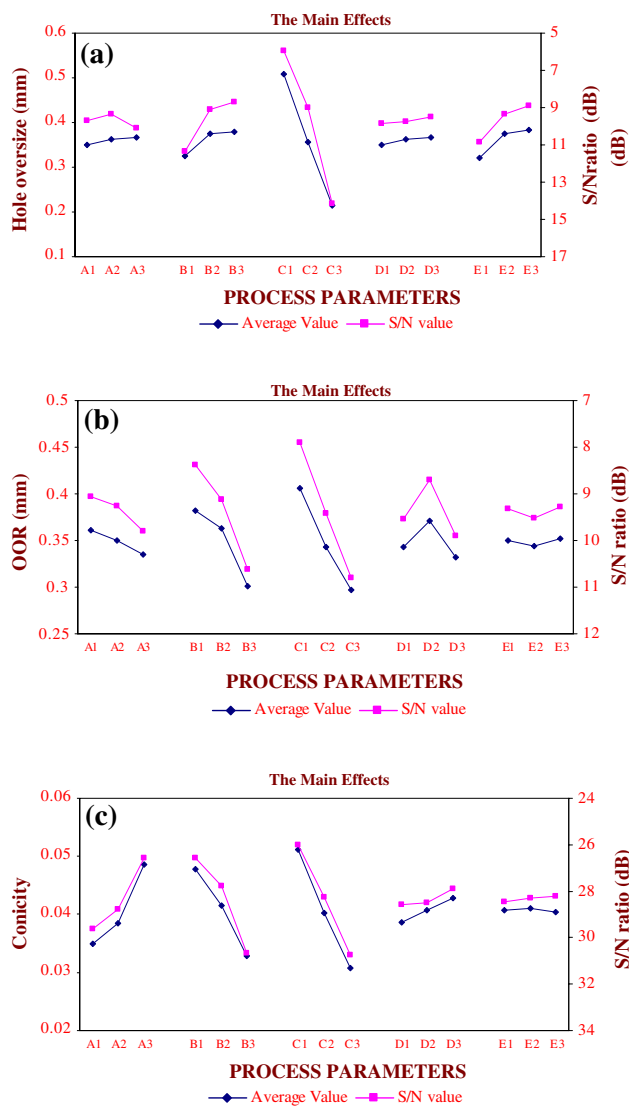 The Main Effects
(a)
Hole oversize (mm)
0.6
0.5
0.4
0.3
0.2
0.1
5
7
9
11
13
15
17
S/Nratio (dB)
(dB)
A1 A2 A3 B1 B2 B3 C1 C2 C3 D1 D2 D3 E1 E2 E3
PROCESS PARAMETERS
Average Value S/N value
The Main Effects
(b)
OOR (mm)
0.5
0.45
0.4
0.35
0.3
0.25
7
8
9
10
11
12
S/N ratio (dB)
A1 A2 A3 B1 B2 B3 C1 C2 C3 D1 D2 D3 E1 E2 E3
PROCESS PARAMETERS
Average Value S/N value
The Main Effects
(c)
Conicity
0.06
0.05
0.04
0.03
0.02
24
26
28
30
32
34
S/N ratio (dB)
A1 A2 A3 B1 B2 B3 C1 C2 C3 D1 D2 D3 E1 E2 E3
PROCESS PARAMETERS
Average Value S/N value